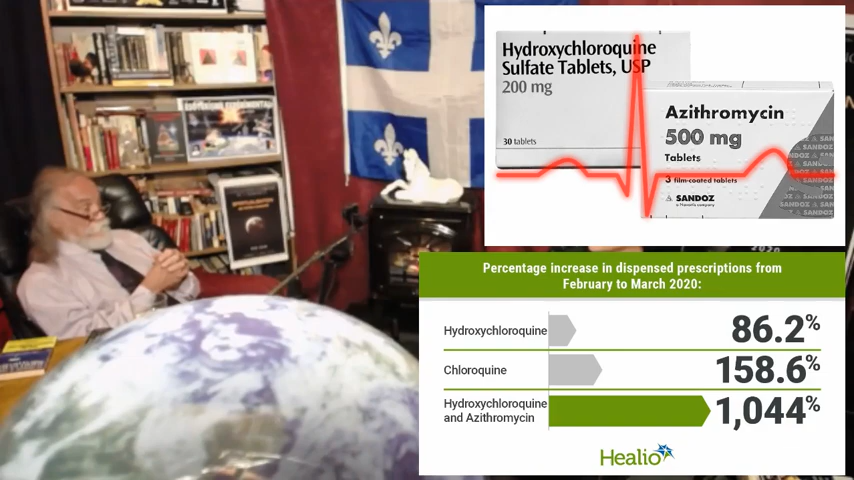 Hydroxychloroquine
Sulfate Tablets, USP
200 mg
30 tablets
Azithromycin
500 mg
Tablets
3 film-coated tablets
SANDOZ
a Novartis company
Percentage increase in dispensed prescriptions from
February to March 2020:
Hydroxychloroquine 86.2%
Chloroquine 158.6%
Hydroxychloroquine
and Azithromycin 1,044%
Healio